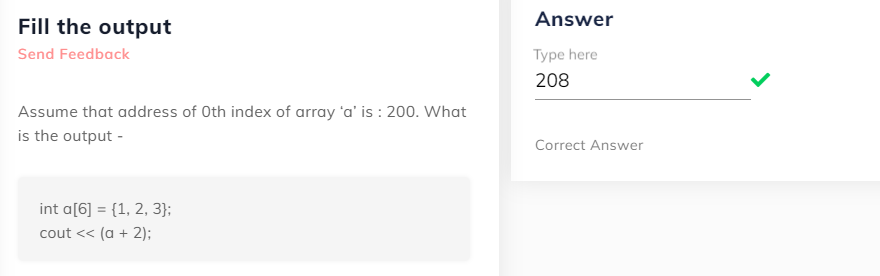 Fill the output
Send Feedback
Assume that address of 0th index of array ‘a’ is : 200. What
is the output -
int a[6] = {1, 2, 3};
cout << (a + 2);
Answer
Type here
208
Correct Answer